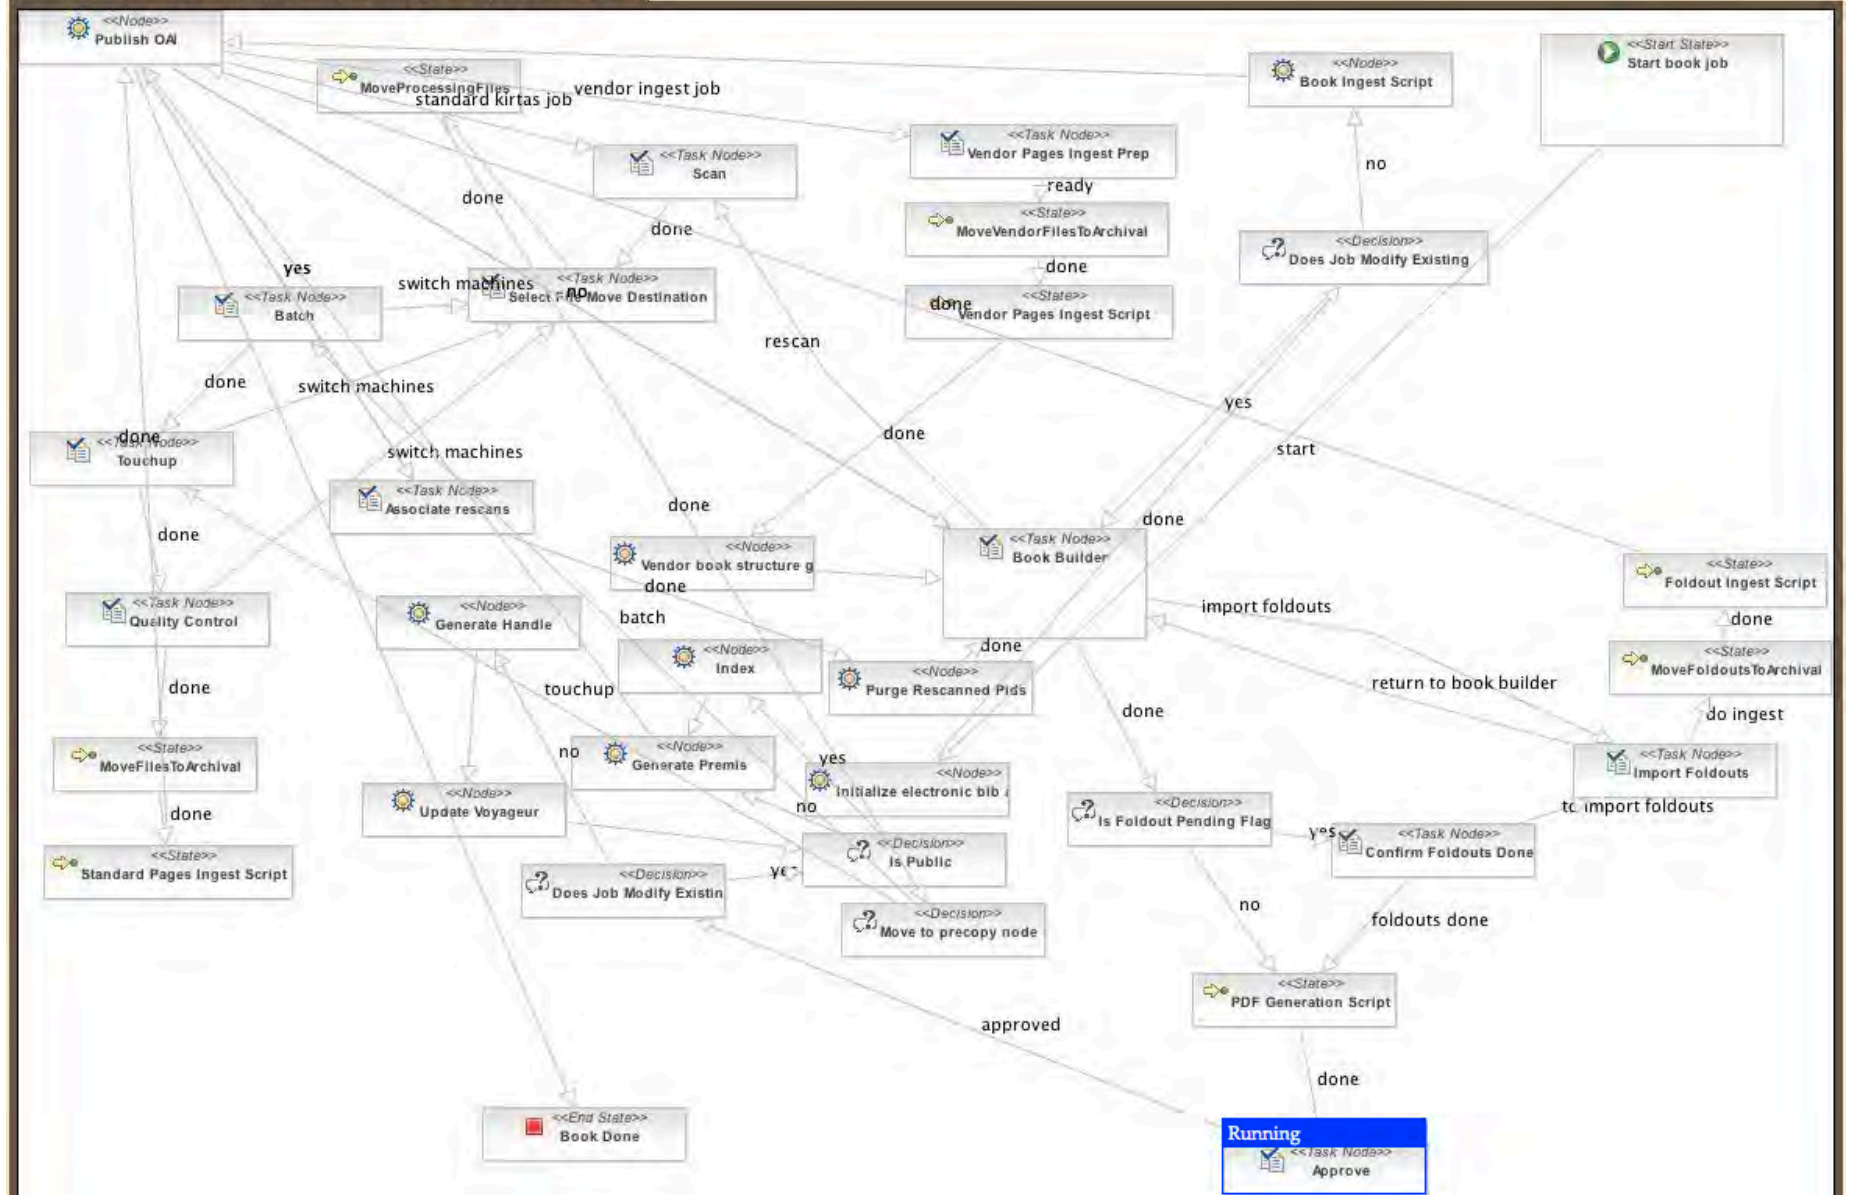 <<Node>>
Publish OAI
<<State>>
MoveProcessingFiles
standard kirtas job
vendor ingest job
<<Node>>
Book Ingest Script
<<Start State>>
Start book job
<<Task Node>>
Scan
<<Task Node>>
Vendor Pages Ingest Prep
no
ready
done
<<State>>
MoveVendorFilesToArchival
done
done
<<Decision>>
Does Job Modify Existing
yes
switch machines
<<Task Node>>
Select File Move Destination
no
<<Task Node>>
Batch
<<State>>
Vendor Pages Ingest Script
done
rescan
done
switch machines
yes
done
<<Task Node>>
Touchup
done
switch machines
start
<<Task Node>>
Associate rescans
done
done
done
<<Task Node>>
Book Builder
<<Node>>
Vendor book structure g
done
<<State>>
Foldout Ingest Script
<<Task Node>>
Quality Control
<<Node>>
Generate Handle
batch
import foldouts
done
<<Node>>
Index
done
<<Node>>
Purge Rescanned Pids
<<State>>
MoveFoldoutsToArchival
done
touchup
return to book builder
done
do ingest
<<State>>
MoveFilesToArchival
no
<<Node>>
Generate Premis
yes
<<Node>>
Initialize electronic bib
<<Task Node>>
Import Foldouts
<<Node>>
Update Voyageur
no
<<Decision>>
Is Foldout Pending Flag
yes
to import foldouts
<<Task Node>>
Confirm Foldouts Done
done
<<State>>
Standard Pages Ingest Script
<<Decision>>
Is Public
<<Decision>>
Does Job Modify Existin
<<Decision>>
Move to precopy node
no
foldouts done
<<State>>
PDF Generation Script
approved
done
<<End State>>
Book Done
Running
<<Task Node>>
Approve